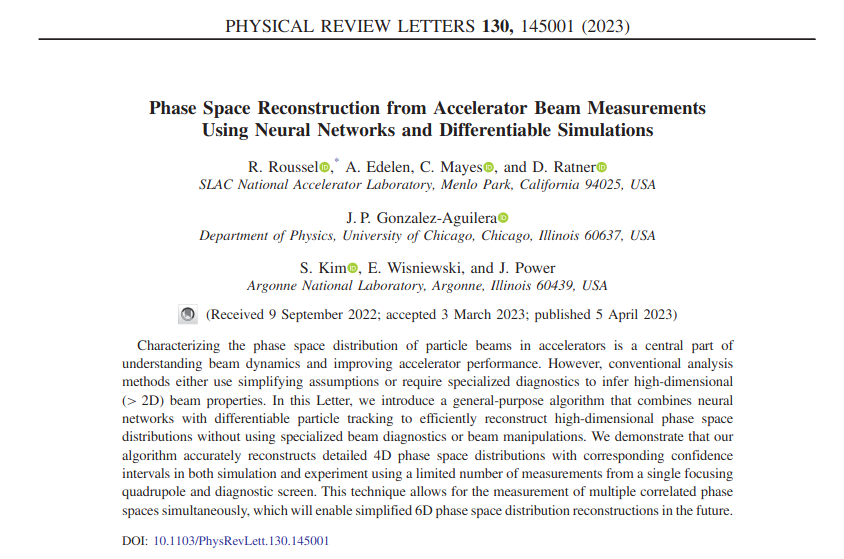 PHYSICAL REVIEW LETTERS 130, 145001 (2023)
Phase Space Reconstruction from Accelerator Beam Measurements
Using Neural Networks and Differentiable Simulations
R. Roussel,* A. Edelen, C. Mayes, and D. Ratner
SLAC National Accelerator Laboratory, Menlo Park, California 94025, USA
J. P. Gonzalez-Aguilera
Department of Physics, University of Chicago, Chicago, Illinois 60637, USA
S. Kim, E. Wisniewski, and J. Power
Argonne National Laboratory, Argonne, Illinois 60439, USA
(Received 9 September 2022; accepted 3 March 2023; published 5 April 2023)
Characterizing the phase space distribution of particle beams in accelerators is a central part of
understanding beam dynamics and improving accelerator performance. However, conventional analysis
methods either use simplifying assumptions or require specialized diagnostics to infer high-dimensional
(> 2D) beam properties. In this Letter, we introduce a general-purpose algorithm that combines neural
networks with differentiable particle tracking to efficiently reconstruct high-dimensional phase space
distributions without using specialized beam diagnostics or beam manipulations. We demonstrate that our
algorithm accurately reconstructs detailed 4D phase space distributions with corresponding confidence
intervals in both simulation and experiment using a limited number of measurements from a single focusing
quadrupole and diagnostic screen. This technique allows for the measurement of multiple correlated phase
spaces simultaneously, which will enable simplified 6D phase space distribution reconstructions in the future.
DOI: 10.1103/PhysRevLett.130.145001